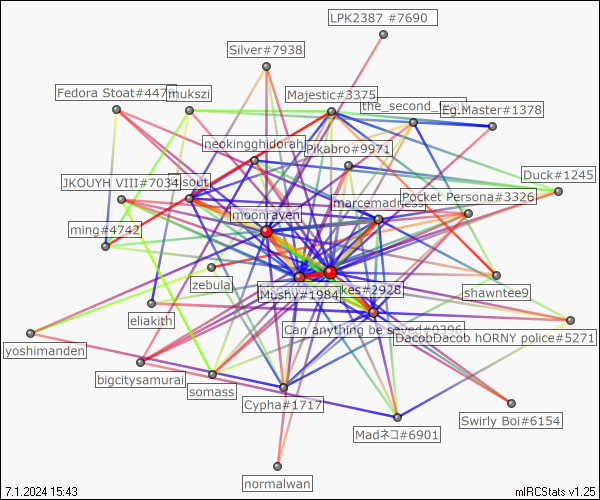 LPK2387 #7690
Silver#7938
Fedora Stoat#447
mukszi
Majestic#3375
the_second_
Eg.Master#1378
neokingghidorah
Pikabro#9971
Duck#1245
JKOUYH VIII#7034
sout
Pocket Persona#3326
moonraven
marcemad
ming#4742
zebula
Mushy#1984
kes#2928
shawntee9
eliakith
Can anything be saved#0396
DacobDacob hORNY police#5271
yoshimanden
bigcitysamurai
somass
Cypha#1717
Swirly Boi#6154
Madネコ#6901
normalwan
7.1.2024 15:43
mIRCStats v1.25